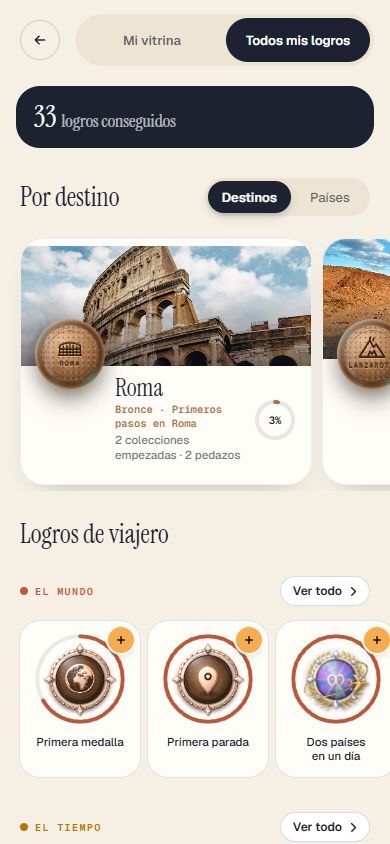 Mi vitrina
Todos mis logros
33 logros conseguidos
Por destino
Destinos
Países
ROMA
LANZAROT
Roma
Bronce · Primeros
pasos en Roma
2 colecciones
empezadas · 2 pedazos
3%
Logros de viajero
EL MUNDO
Ver todo
Primera medalla
Primera parada
Dos países
en un día
EL TIEMPO
Ver todo